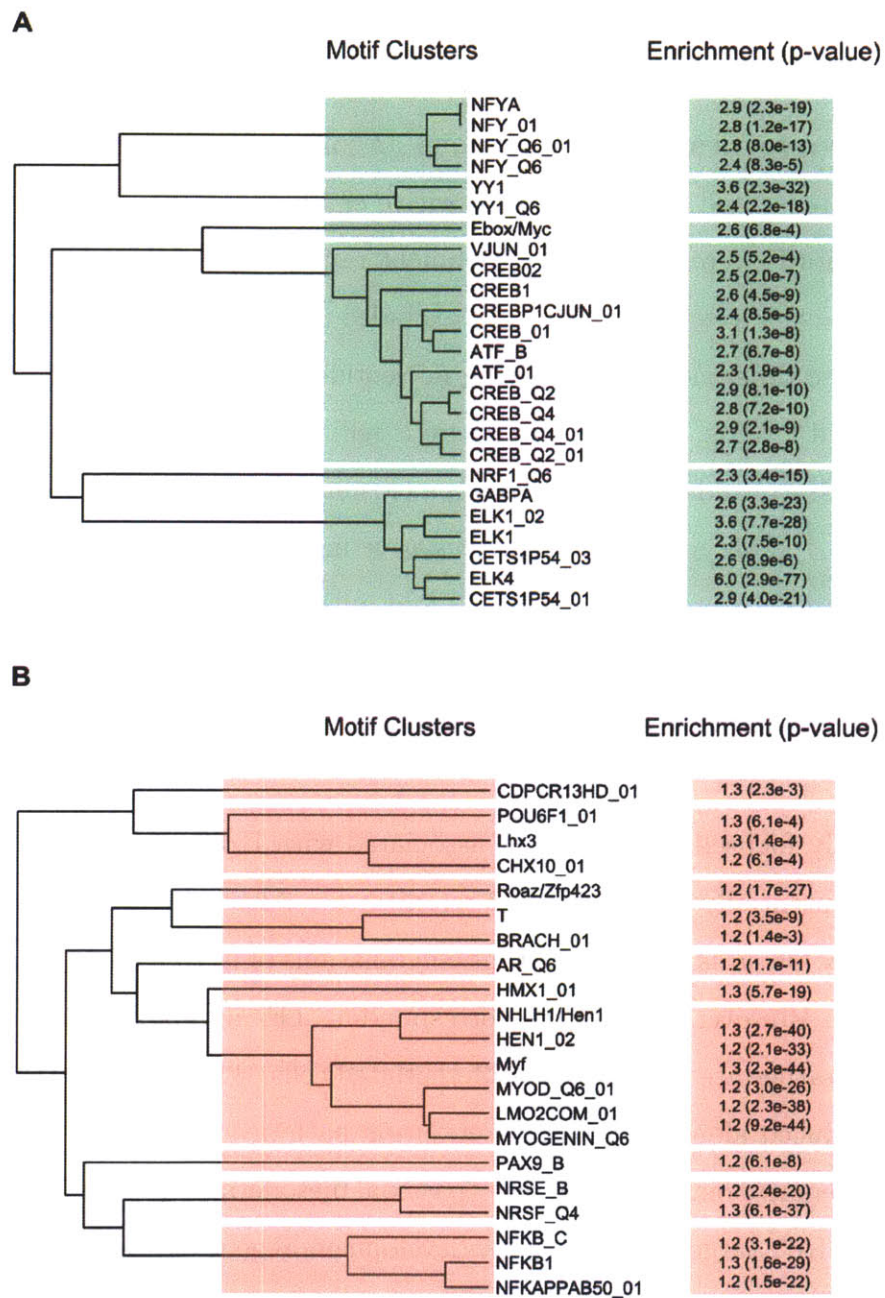 A
Motif Clusters Enrichment (p-value)
NFYA 2.9 (2.3e-19)
NFY_01 2.8 (1.2e-17)
NFY_Q6_01 2.8 (8.0e-13)
NFY_Q6 2.4 (8.3e-5)
YY1 3.6 (2.3e-32)
YY1_Q6 2.4 (2.2e-18)
Ebox/Myc 2.6 (6.8e-4)
VJUN_01 2.5 (5.2e-4)
CREB02 2.5 (2.0e-7)
CREB1 2.6 (4.5e-9)
CREBP1CJUN_01 2.4 (8.5e-5)
CREB_01 3.1 (1.3e-8)
ATF_B 2.7 (6.7e-8)
ATF_01 2.3 (1.9e-4)
CREB_Q2 2.9 (8.1e-10)
CREB_Q4 2.8 (7.2e-10)
CREB_Q4_01 2.9 (2.1e-9)
CREB_Q2_01 2.7 (2.8e-8)
NRF1_Q6 2.3 (3.4e-15)
GABPA 2.6 (3.3e-23)
ELK1_02 3.6 (7.7e-28)
ELK1 2.3 (7.5e-10)
CETS1P54_03 2.6 (8.9e-6)
ELK4 6.0 (2.9e-77)
CETS1P54_01 2.9 (4.0e-21)
B
Motif Clusters Enrichment (p-value)
CDPCR13HD_01 1.3 (2.3e-3)
POU6F1_01 1.3 (6.1e-4)
Lhx3 1.3 (1.4e-4)
CHX10_01 1.2 (6.1e-4)
Roaz/Zfp423 1.2 (1.7e-27)
T 1.2 (3.5e-9)
BRACH_01 1.2 (1.4e-3)
AR_Q6 1.2 (1.7e-11)
HMX1_01 1.3 (5.7e-19)
NHLH1/Hen1 1.3 (2.7e-40)
HEN1_02 1.2 (2.1e-33)
Myf 1.3 (2.3e-44)
MYOD_Q6_01 1.2 (3.0e-26)
LMO2COM_01 1.2 (2.3e-38)
MYOGENIN_Q6 1.2 (9.2e-44)
PAX9_B 1.2 (6.1e-8)
NRSE_B 1.2 (2.4e-20)
NRSF_Q4 1.3 (6.1e-37)
NFKB_C 1.2 (3.1e-22)
NFKB1 1.3 (1.6e-29)
NFKAPPAB50_01 1.2 (1.5e-22)